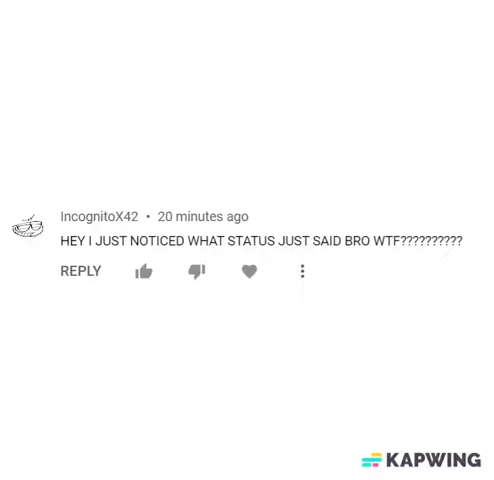 IncognitoX42 • 20 minutes ago
HEY I JUST NOTICED WHAT STATUS JUST SAID BRO WTF??????????
REPLY
KAPWING